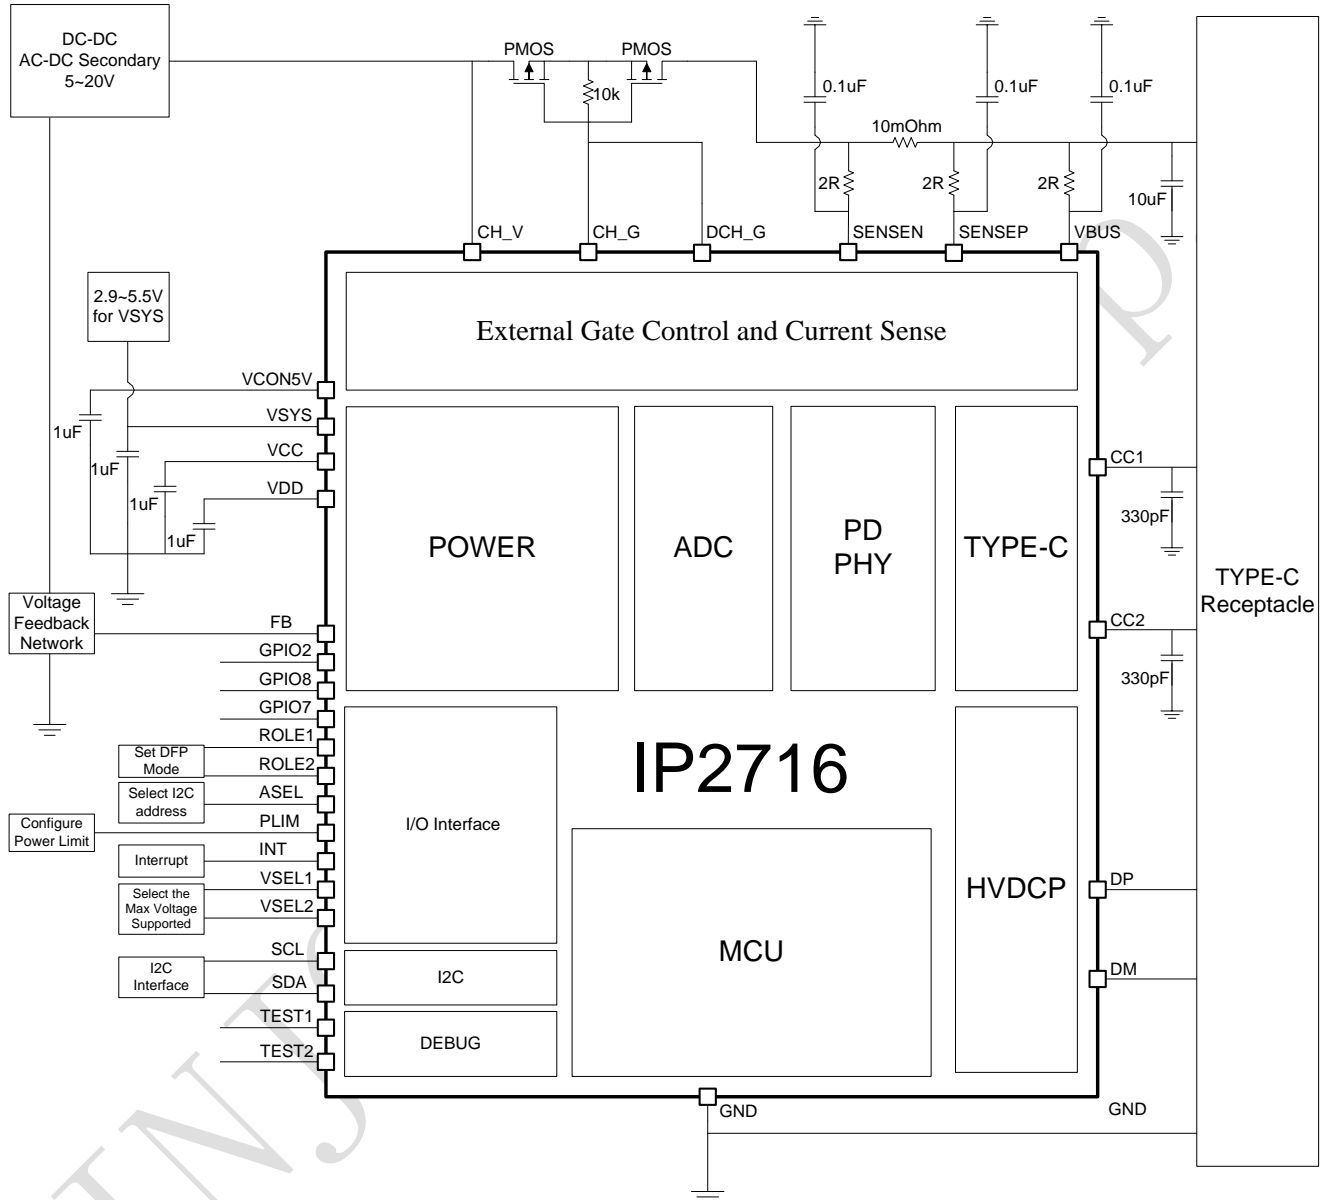 DC-DC
AC-DC Secondary
5~20V
PMOS
PMOS
10k
0.1uF
0.1uF
0.1uF
10mOhm
2R
2R
2R
10uF
CH_V
CH_G
DCH_G
SENSEN
SENSEP
VBUS
2.9~5.5V
for VSYS
External Gate Control and Current Sense
VCON5V
VSYS
1uF
VCC
1uF
VDD
1uF
1uF
POWER
ADC
PD
PHY
TYPE-C
CC1
330pF
TYPE-C
Receptacle
CC2
330pF
Voltage
Feedback
Network
FB
GPIO2
GPIO8
GPIO7
ROLE1
Set DFP
Mode
ROLE2
Select I2C
address
ASEL
Configure
Power Limit
PLIM
Interrupt
INT
VSEL1
Select the
Max Voltage
Supported
VSEL2
I2C
Interface
SCL
SDA
TEST1
TEST2
I/O Interface
IP2716
I2C
DEBUG
MCU
HVDCP
DP
DM
GND
GND